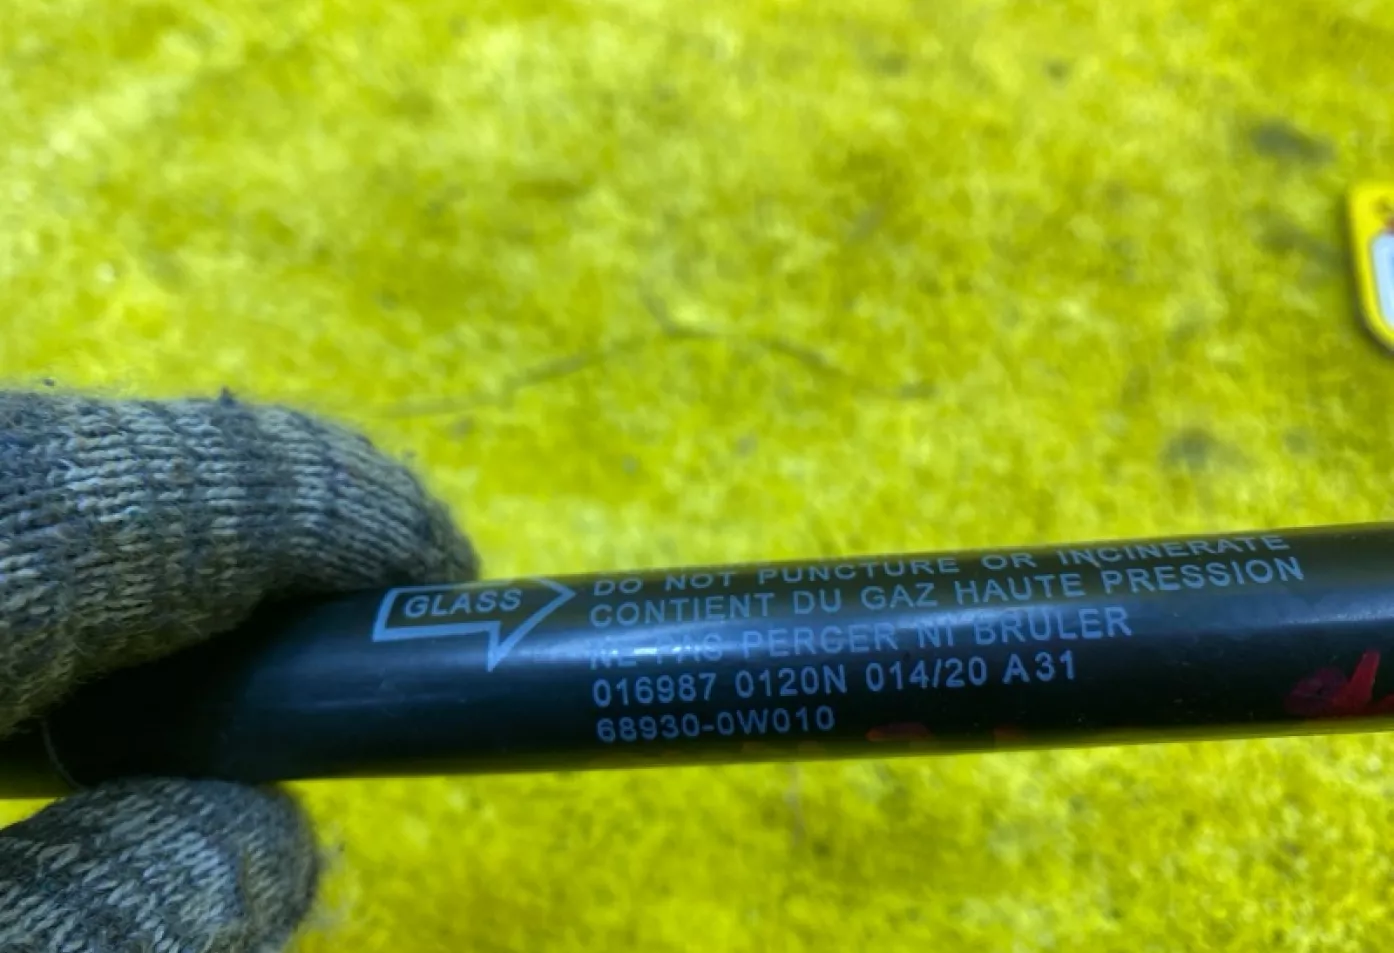 GLASS
DO NOT PUNCTURE OR INCINERATE
CONTIENT DU GAZ HAUTE PRESSION
NE PAS PERCER NI BRULER
016987 0120N 014/20 A31
68930-0W010